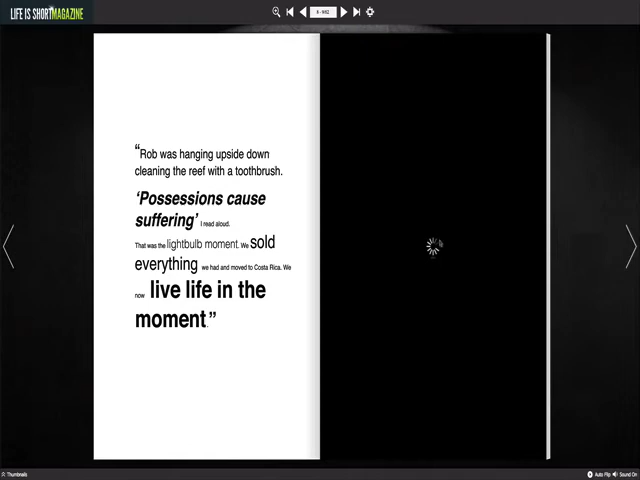 LIFE IS SHORT MAGAZINE
“Rob was hanging upside down
cleaning the reef with a toothbrush.
‘Possessions cause
suffering’ I read aloud.
That was the lightbulb moment. We sold
everything we had and moved to Costa Rica. We
now live life in the
moment.”
Thumbnails
Auto Flip Sound On